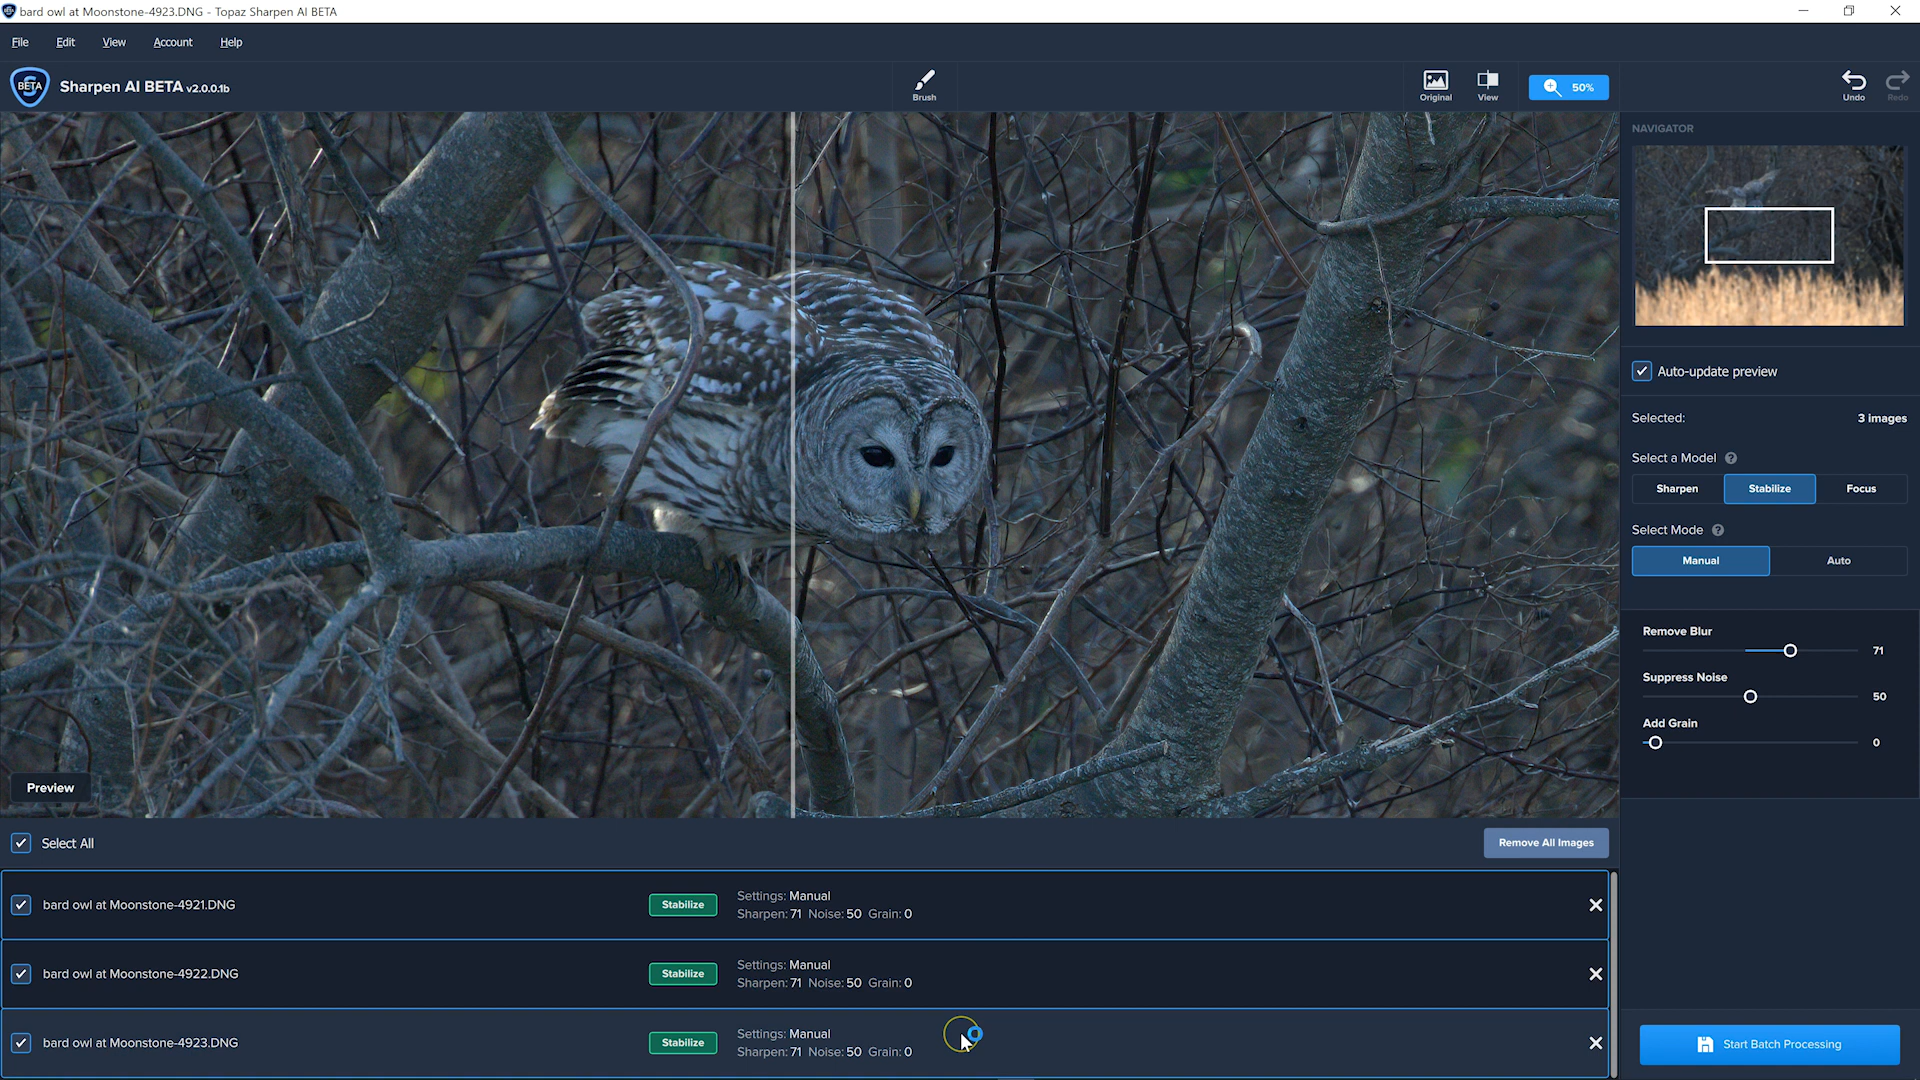 bard owl at Moonstone-4923.DNG - Topaz Sharpen AI BETA
File Edit View Account Help
BETA
Sharpen AI BETA v2.0.0.1b
Brush
Original
View
50%
Undo
Redo
NAVIGATOR
Auto-update preview
Selected: 3 images
Select a Model ?
Sharpen Stabilize Focus
Select Mode ?
Manual Auto
Remove Blur
71
Suppress Noise
50
Add Grain
0
Preview
Select All
Remove All Images
bard owl at Moonstone-4921.DNG
Stabilize
Settings: Manual
Sharpen: 71 Noise: 50 Grain: 0
bard owl at Moonstone-4922.DNG
Stabilize
Settings: Manual
Sharpen: 71 Noise: 50 Grain: 0
bard owl at Moonstone-4923.DNG
Stabilize
Settings: Manual
Sharpen: 71 Noise: 50 Grain: 0
Start Batch Processing